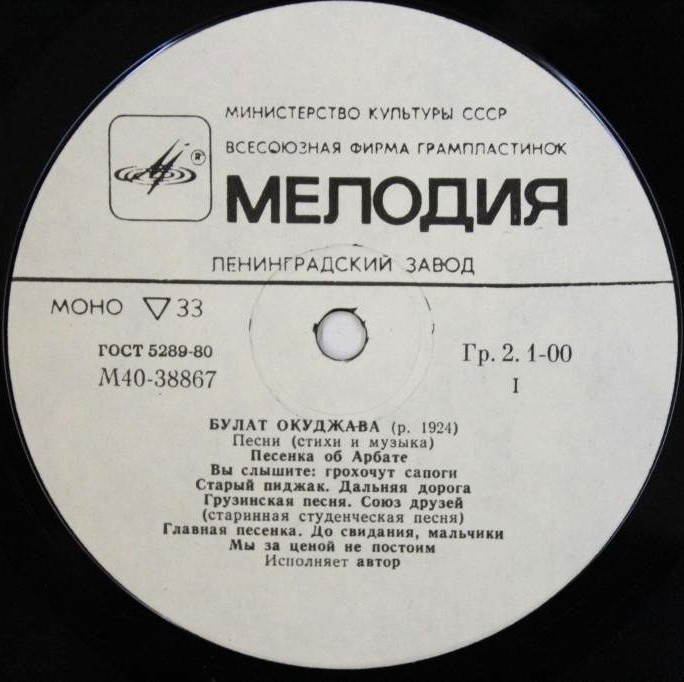 МИНИСТЕРСТВО КУЛЬТУРЫ СССР
ВСЕСОЮЗНАЯ ФИРМА ГРАМПЛАСТИНОК
®
МЕЛОДИЯ
ЛЕНИНГРАДСКИЙ ЗАВОД
МОНО ▽ 33
ГОСТ 5289-80
М40-38867
Гр. 2. 1-00
I
БУЛАТ ОКУДЖАВА (р. 1924)
Песни (стихи и музыка)
Песенка об Арбате
Вы слышите: грохочут сапоги
Старый пиджак. Дальняя дорога
Грузинская песня. Союз друзей
(старинная студенческая песня)
Главная песенка. До свидания, мальчики
Мы за ценой не постоим
Исполняет автор